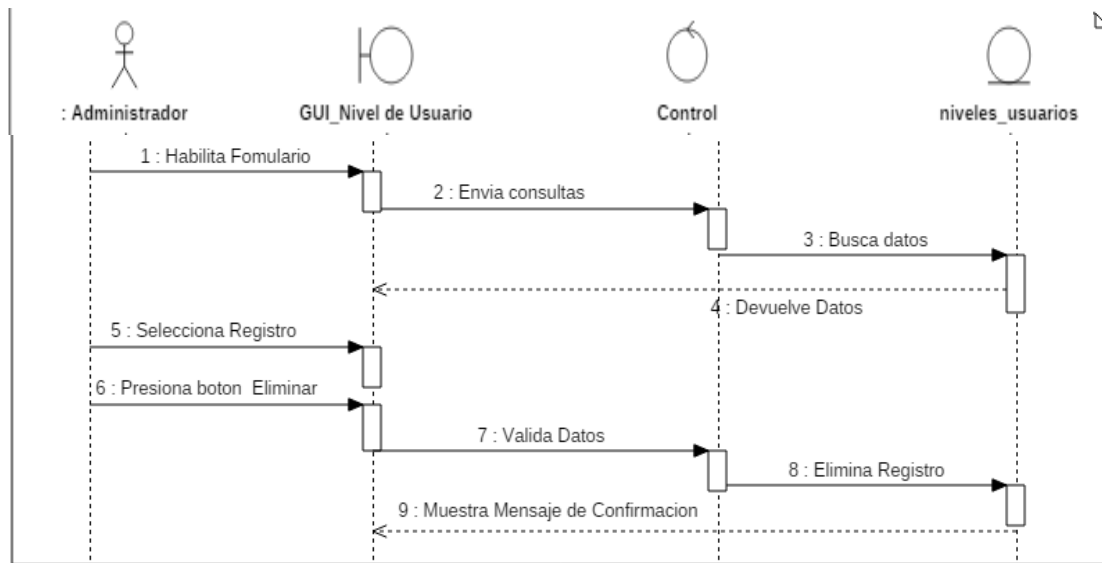 : Administrador
GUI_Nivel de Usuario
Control
niveles_usuarios
1 : Habilita Fomulario
2 : Envia consultas
3 : Busca datos
4 : Devuelve Datos
5 : Selecciona Registro
6 : Presiona boton  Eliminar
7 : Valida Datos
8 : Elimina Registro
9 : Muestra Mensaje de Confirmacion